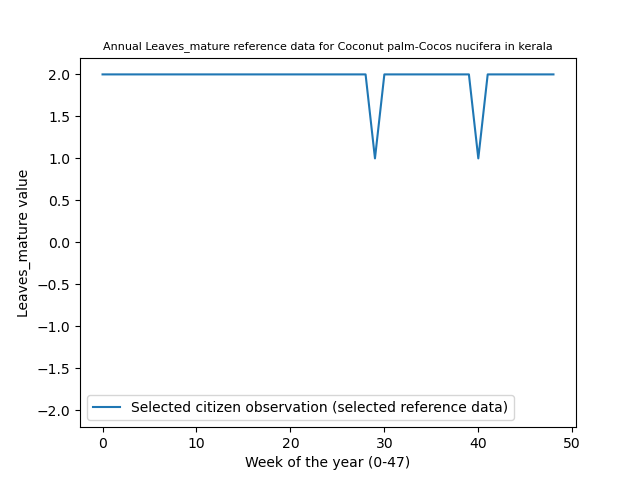 Annual Leaves_mature reference data for Coconut palm-Cocos nucifera in kerala
2.0
1.5
1.0
0.5
0.0
−0.5
−1.0
−1.5
−2.0
Leaves_mature value
Selected citizen observation (selected reference data)
0 10 20 30 40 50
Week of the year (0-47)